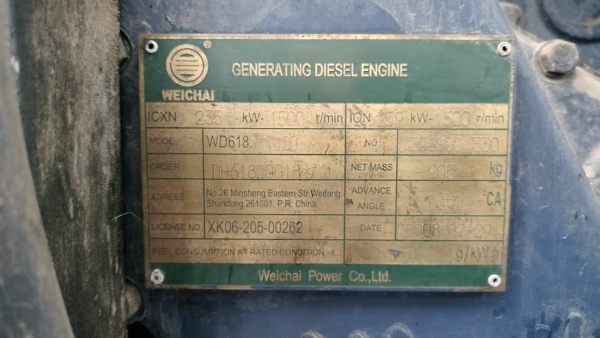 ®
WEICHAI
GENERATING DIESEL ENGINE
ICXN 235 kW- 1500 r/min ION kW-1500 r/min
MODEL WD618. NO
ORDER NET MASS kg
ADRESS No 26 Minsheng Eastern Str. Weifang, Shandong 261001, P.R. China ADVANCE ANGLE °CA
LICENSE NO. XK06-205-00262 DATE
FUEL CONSUMPTION AT RATED CONDITION g/kW.h
Weichai Power Co.,Ltd.